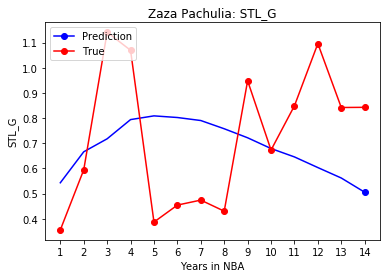 Zaza Pachulia: STL_G
Prediction
True
1.1
1.0
0.9
0.8
0.7
0.6
0.5
0.4
STL_G
1 2 3 4 5 6 7 8 9 10 11 12 13 14
Years in NBA